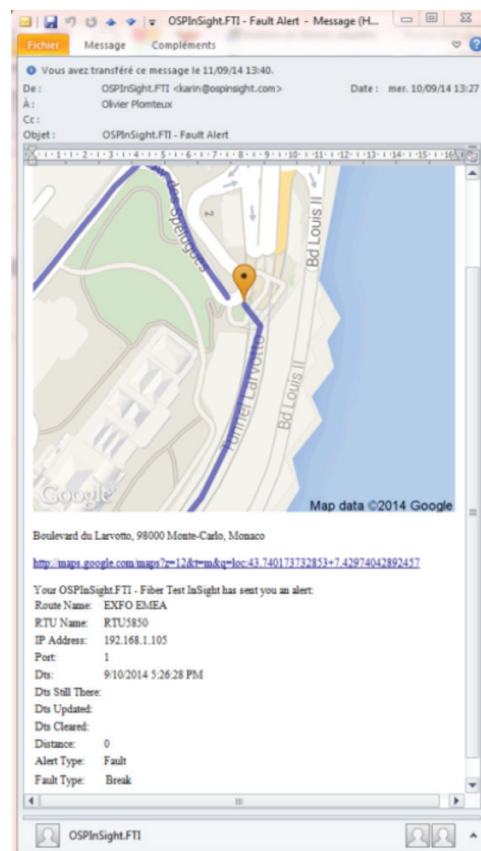 OSPInSight.FTI - Fault Alert - Message (H...
Fichier Message Compléments
Vous avez transféré ce message le 11/09/14 13:40.
De : OSPInSight.FTI <karin@ospinsight.com> Date : mer. 10/09/14 13:27
À : Olivier Plomteux
Cc :
Objet : OSPInSight.FTI - Fault Alert
des Spélugues
2
Bd Louis II
Tunnel Larvotto
Bd Louis II
Google
Map data ©2014 Google
Boulevard du Larvotto, 98000 Monte-Carlo, Monaco
http://maps.google.com/maps?z=12&t=m&q=loc:43.740173732853+7.42974042892457
Your OSPInSight.FTI - Fiber Test InSight has sent you an alert:
Route Name: EXFO EMEA
RTU Name: RTU5850
IP Address: 192.168.1.105
Port: 1
Dts: 9/10/2014 5:26:28 PM
Dts Still There:
Dts Updated:
Dts Cleared:
Distance: 0
Alert Type: Fault
Fault Type: Break
OSPInSight.FTI